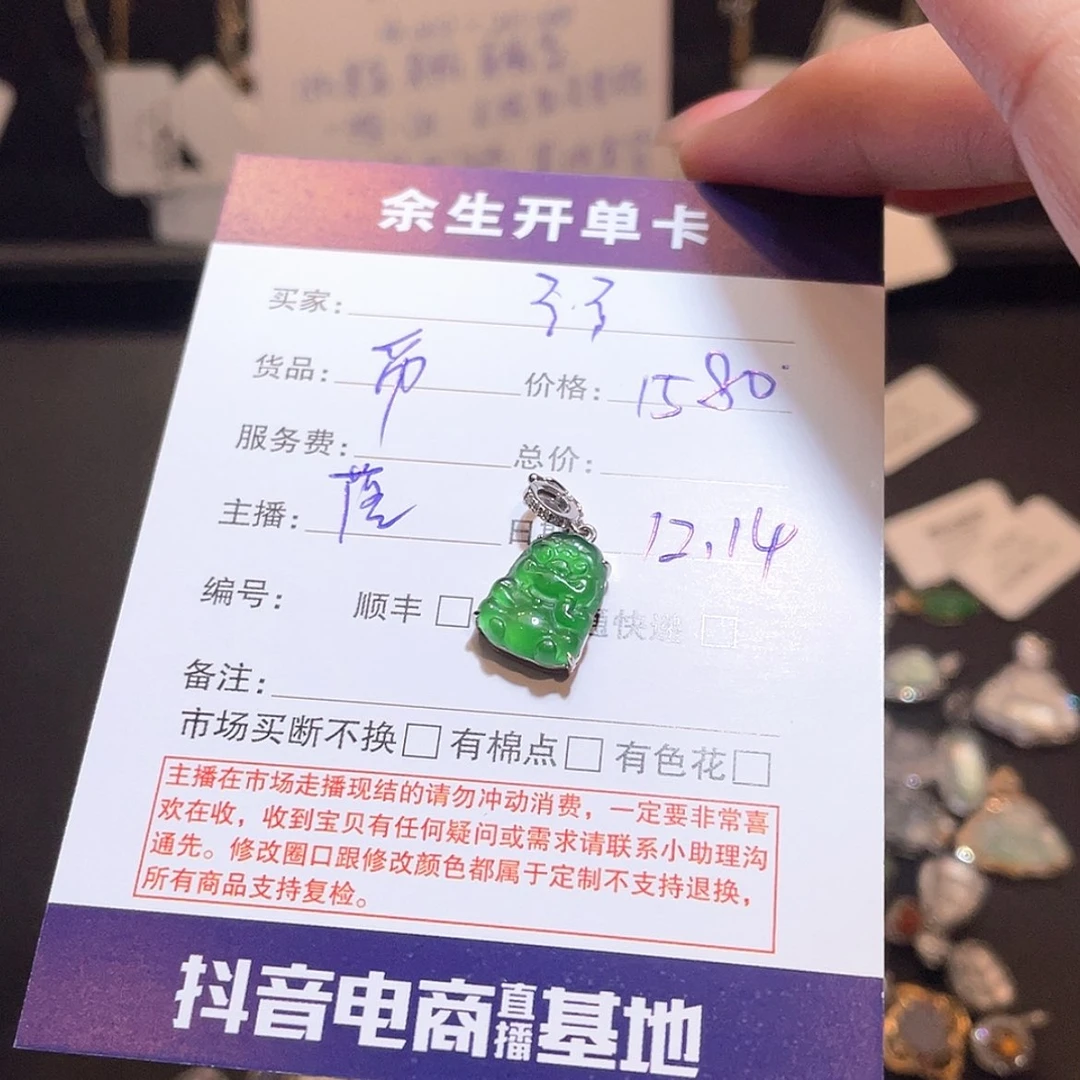 余生开单卡
买家:
货品: 价格: 1580
服务费: 总价:
主播: 12.14
编号: 顺丰 通快递
备注:
市场买断不换 有棉点 有色花
主播在市场走播现结的请勿冲动消费，一定要非常喜
欢在收，收到宝贝有任何疑问或需求请联系小助理沟
通先。修改圈口跟修改颜色都属于定制不支持退换，
所有商品支持复检。
抖音电商直播基地